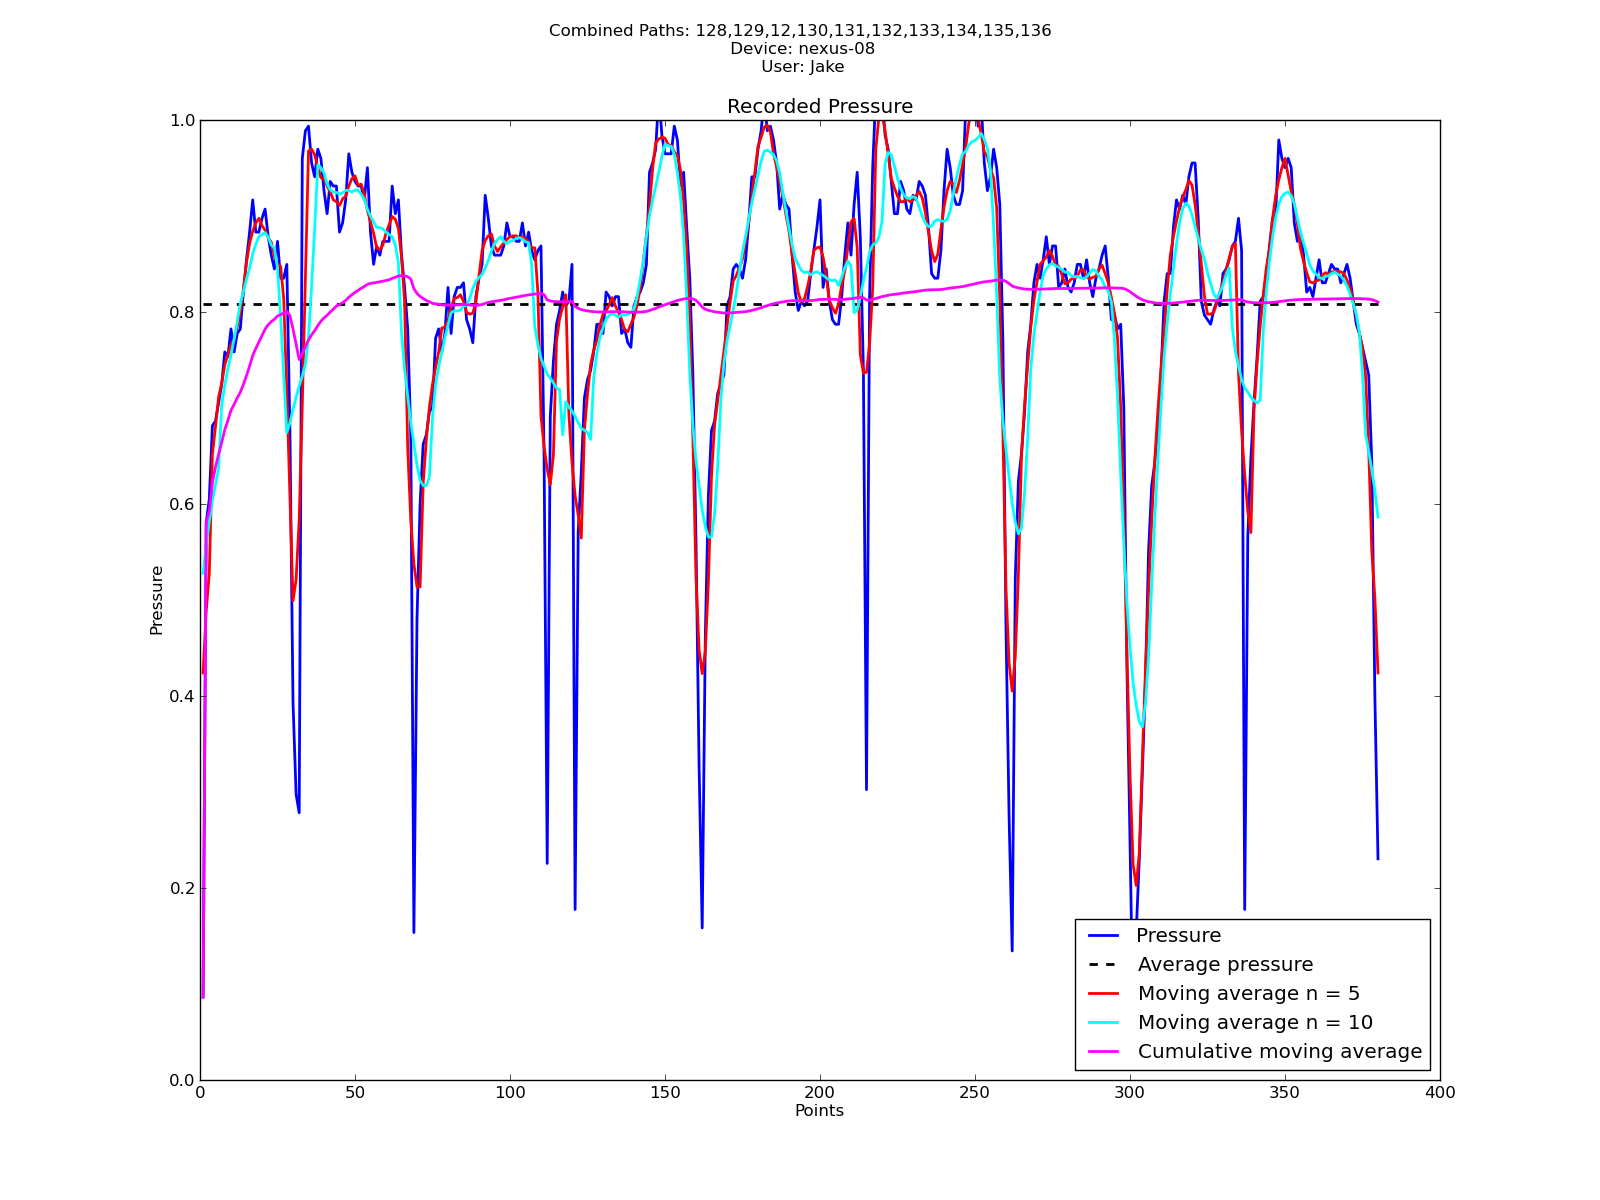 Combined Paths: 128,129,12,130,131,132,133,134,135,136
Device: nexus-08
User: Jake
Recorded Pressure
1.0
0.8
0.6
0.4
0.2
0.0
Pressure
Pressure
Average pressure
Moving average n = 5
Moving average n = 10
Cumulative moving average
0 50 100 150 200 250 300 350 400
Points